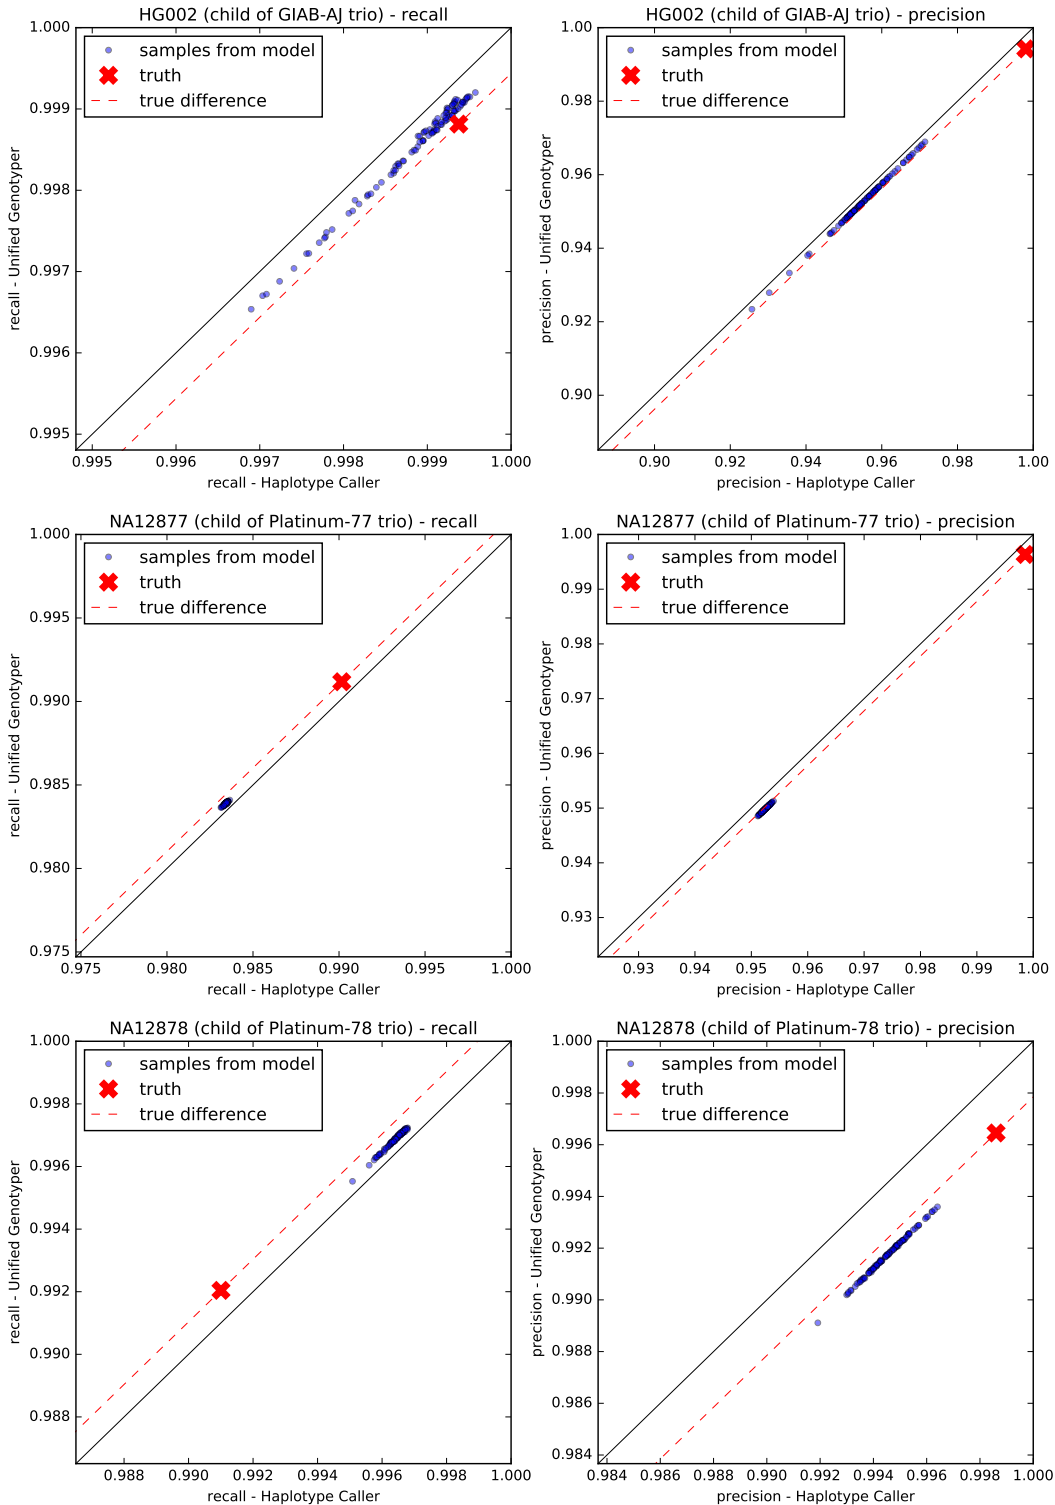 HG002 (child of GIAB-AJ trio) - recall
1.000
0.999
0.998
0.997
0.996
0.995
recall - Unified Genotyper
samples from model
truth
true difference
0.995 0.996 0.997 0.998 0.999 1.000
recall - Haplotype Caller
HG002 (child of GIAB-AJ trio) - precision
1.00
0.98
0.96
0.94
0.92
0.90
precision - Unified Genotyper
samples from model
truth
true difference
0.90 0.92 0.94 0.96 0.98 1.00
precision - Haplotype Caller
NA12877 (child of Platinum-77 trio) - recall
1.000
0.995
0.990
0.985
0.980
0.975
recall - Unified Genotyper
samples from model
truth
true difference
0.975 0.980 0.985 0.990 0.995 1.000
recall - Haplotype Caller
NA12877 (child of Platinum-77 trio) - precision
1.00
0.99
0.98
0.97
0.96
0.95
0.94
0.93
precision - Unified Genotyper
samples from model
truth
true difference
0.93 0.94 0.95 0.96 0.97 0.98 0.99 1.00
precision - Haplotype Caller
NA12878 (child of Platinum-78 trio) - recall
1.000
0.998
0.996
0.994
0.992
0.990
0.988
recall - Unified Genotyper
samples from model
truth
true difference
0.988 0.990 0.992 0.994 0.996 0.998 1.000
recall - Haplotype Caller
NA12878 (child of Platinum-78 trio) - precision
1.000
0.998
0.996
0.994
0.992
0.990
0.988
0.986
0.984
precision - Unified Genotyper
samples from model
truth
true difference
0.984 0.986 0.988 0.990 0.992 0.994 0.996 0.998 1.000
precision - Haplotype Caller